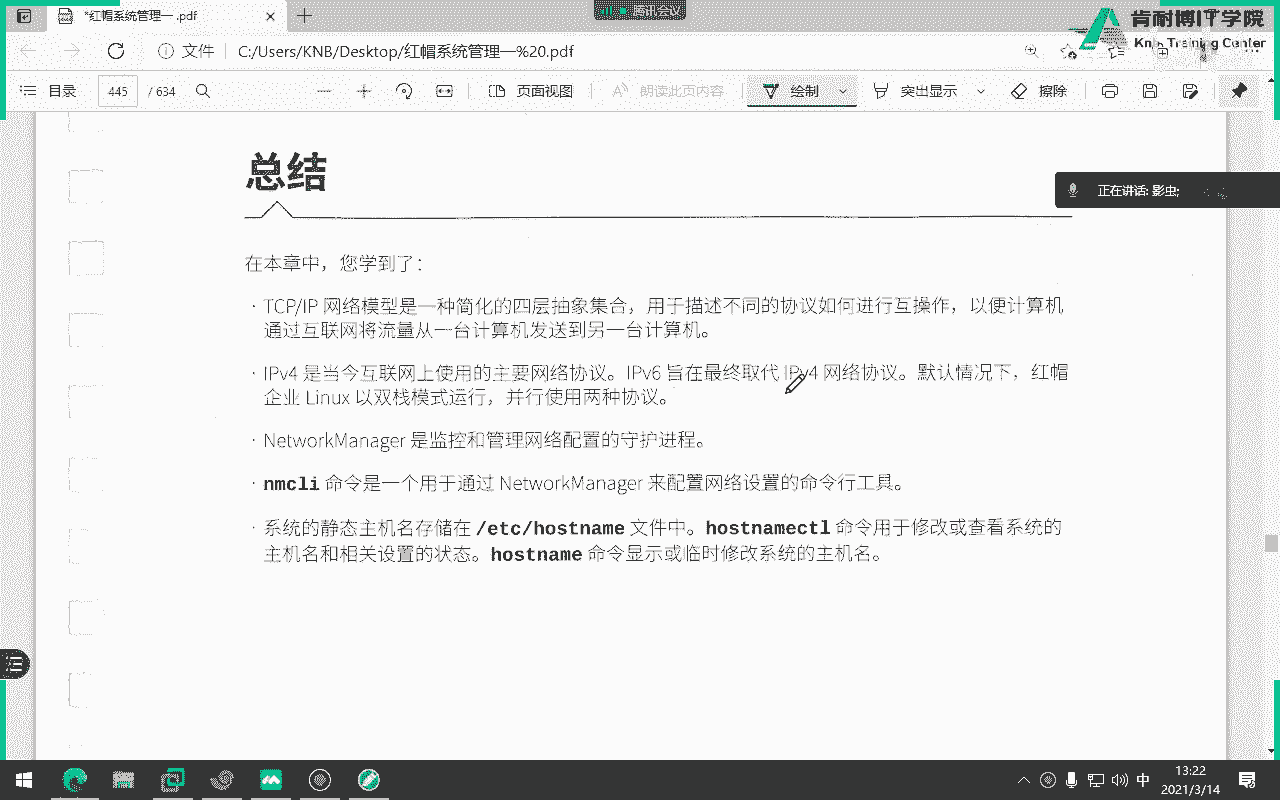 *红帽系统管理一 .pdf
腾讯会议
肯耐博IT学院
Knb Training Center
文件 C:/Users/KNB/Desktop/红帽系统管理一%20.pdf
目录 445 / 634 页面视图 朗读此页内容 绘制 突出显示 擦除
总结
正在讲话: 影虫;
在本章中，您学到了：
· TCP/IP 网络模型是一种简化的四层抽象集合，用于描述不同的协议如何进行互操作，以便计算机
通过互联网将流量从一台计算机发送到另一台计算机。
· IPv4 是当今互联网上使用的主要网络协议。IPv6 旨在最终取代 IPv4 网络协议。默认情况下，红帽
企业 Linux 以双栈模式运行，并行使用两种协议。
· NetworkManager 是监控和管理网络配置的守护进程。
· nmcli 命令是一个用于通过 NetworkManager 来配置网络设置的命令行工具。
· 系统的静态主机名存储在 /etc/hostname 文件中。hostnamectl 命令用于修改或查看系统的
主机名和相关设置的状态。hostname 命令显示或临时修改系统的主机名。
中
13:22
2021/3/14